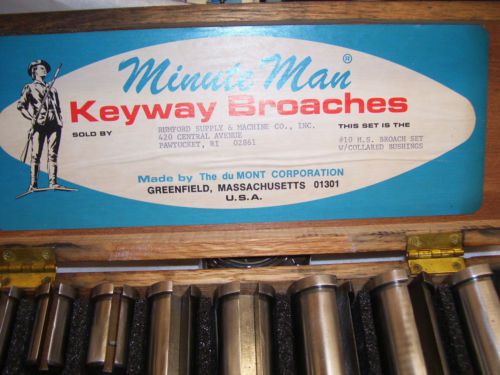 Minute Man®
Keyway Broaches
SOLD BY
RUMFORD SUPPLY & MACHINE CO., INC.
420 CENTRAL AVENUE
PAWTUCKET, RI 02861
THIS SET IS THE
#10 H.S. BROACH SET
W/COLLARED BUSHINGS
Made by The du MONT CORPORATION
GREENFIELD, MASSACHUSETTS 01301
U.S.A.